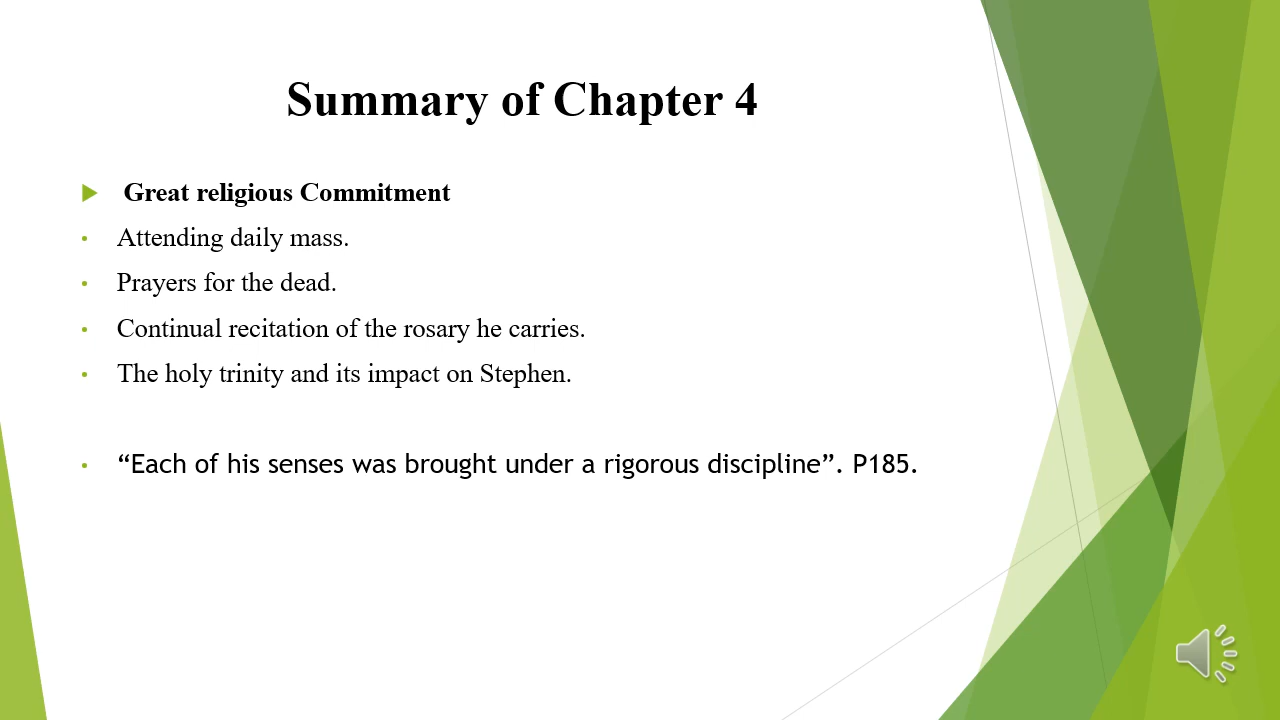 Summary of Chapter 4
Great religious Commitment
Attending daily mass.
Prayers for the dead.
Continual recitation of the rosary he carries.
The holy trinity and its impact on Stephen.
“Each of his senses was brought under a rigorous discipline”. P185.